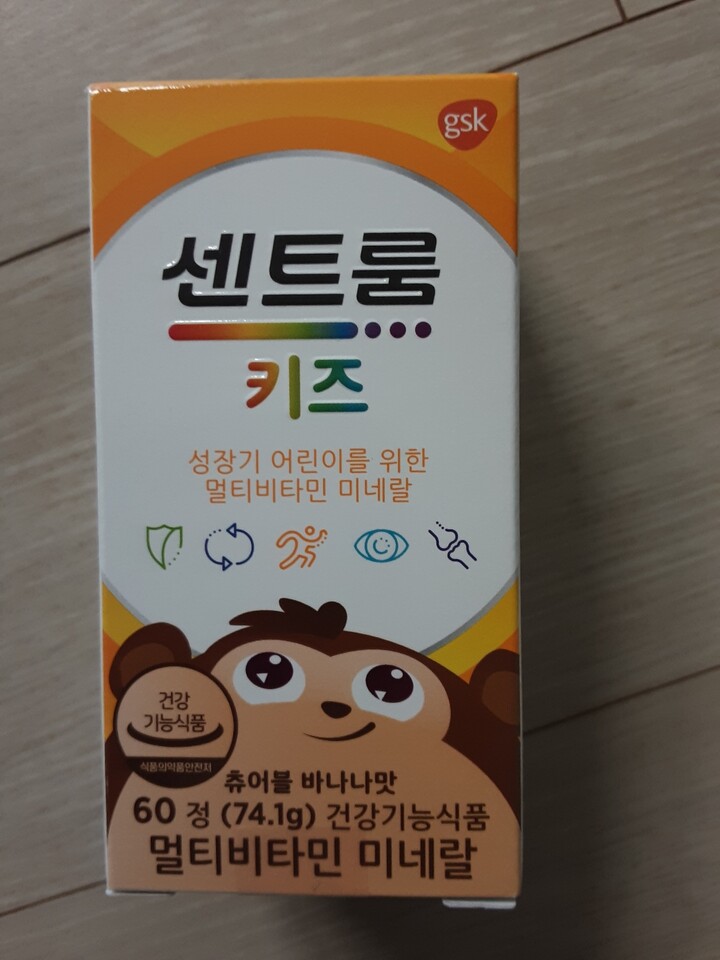 gsk
센트룸
키즈
성장기 어린이를 위한
멀티비타민 미네랄
건강
기능식품
식품의약품안전처
츄어블 바나나맛
60 정 (74.1g) 건강기능식품
멀티비타민 미네랄